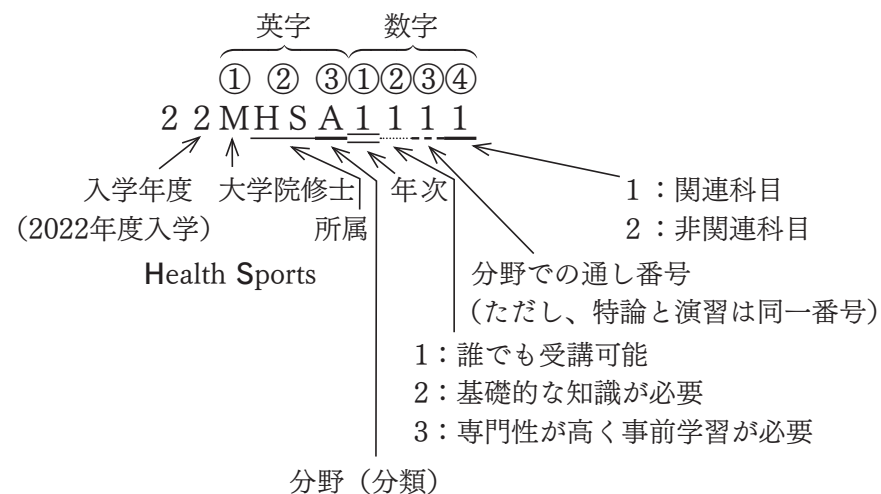 英字 数字
① ② ③①②③④
22MHSA1111
入学年度 大学院修士 年次 1：関連科目
（2022年度入学） 所属 2：非関連科目
Health Sports 分野での通し番号
（ただし、特論と演習は同一番号）
1：誰でも受講可能
2：基礎的な知識が必要
3：専門性が高く事前学習が必要
分野（分類）